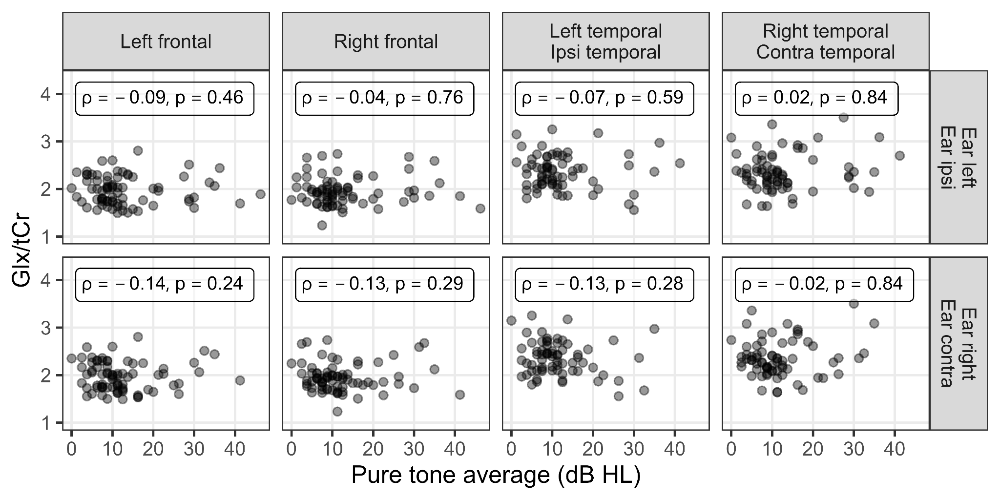 Left frontal
Right frontal
Left temporal
Ipsi temporal
Right temporal
Contra temporal
4
3
2
1
ρ = − 0.09, p = 0.46
ρ = − 0.04, p = 0.76
ρ = − 0.07, p = 0.59
ρ = 0.02, p = 0.84
Ear left
Ear ipsi
Glx/tCr
4
3
2
1
ρ = − 0.14, p = 0.24
ρ = − 0.13, p = 0.29
ρ = − 0.13, p = 0.28
ρ = − 0.02, p = 0.84
Ear right
Ear contra
0 10 20 30 40
0 10 20 30 40
0 10 20 30 40
0 10 20 30 40
Pure tone average (dB HL)